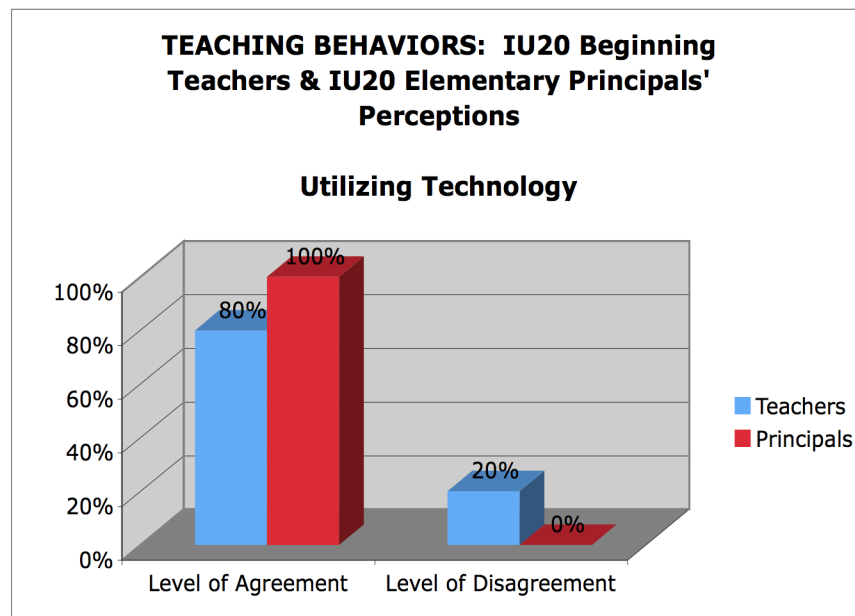 TEACHING BEHAVIORS:  IU20 Beginning
Teachers & IU20 Elementary Principals'
Perceptions
Utilizing Technology
100%
80%
60%
40%
20%
0%
80%
100%
20%
0%
Level of Agreement
Level of Disagreement
Teachers
Principals